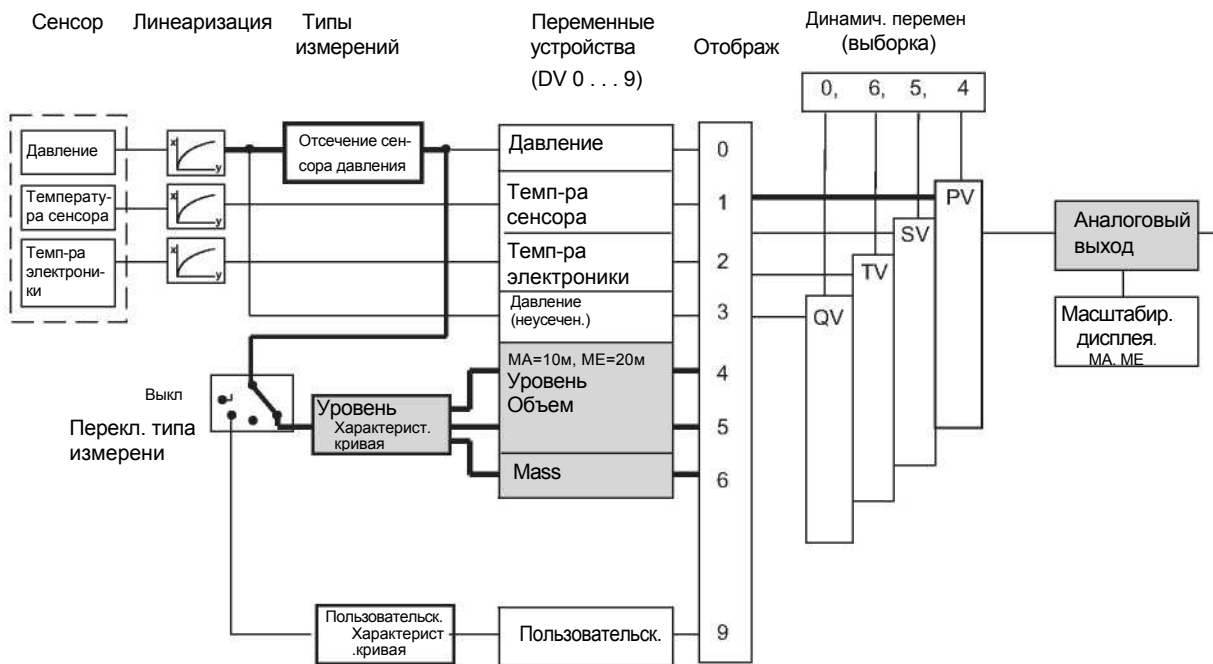 Сенсор
Линеаризация
Типы
измерений
Переменные
устройства
(DV 0 . . . 9)
Отображ
Динамич. перемен
(выборка)
0, 6, 5, 4
Давление
Температу-
ра сенсора
Темп-ра
электрони-
ки
x
y
x
y
x
y
Отсечение сен-
сора давления
Давление
Темп-ра
сенсора
Темп-ра
электроники
Давление
(неусечен.)
MA=10м, ME=20м
Уровень
Объем
Mass
0
1
2
3
4
5
6
9
PV
SV
TV
QV
Аналоговый
выход
Масштабир.
дисплея.
MA. ME
Выкл
Перекл. типа
измерени
Уровень
Характерист.
кривая
Пользовательск.
Характерист
.кривая
Пользовательск.